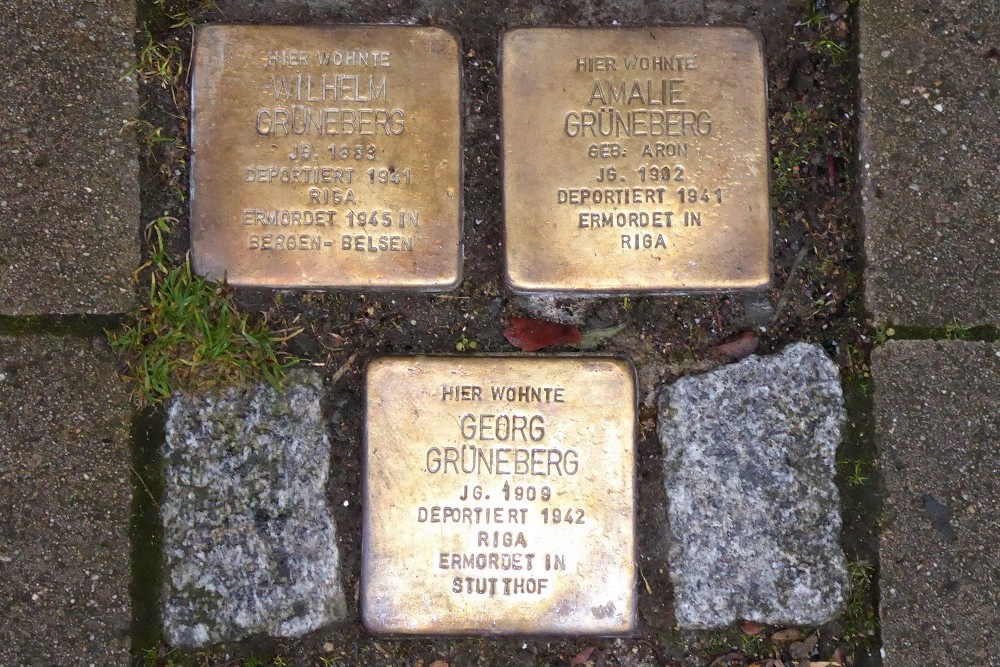 HIER WOHNTE
WILHELM
GRÜNEBERG
JG. 1883
DEPORTIERT 1941
RIGA
ERMORDET 1945 IN
BERGEN-BELSEN
HIER WOHNTE
AMALIE
GRÜNEBERG
GEB. ARON
JG. 1902
DEPORTIERT 1941
ERMORDET IN
RIGA
HIER WOHNTE
GEORG
GRÜNEBERG
JG. 1909
DEPORTIERT 1942
RIGA
ERMORDET IN
STUTTHOF